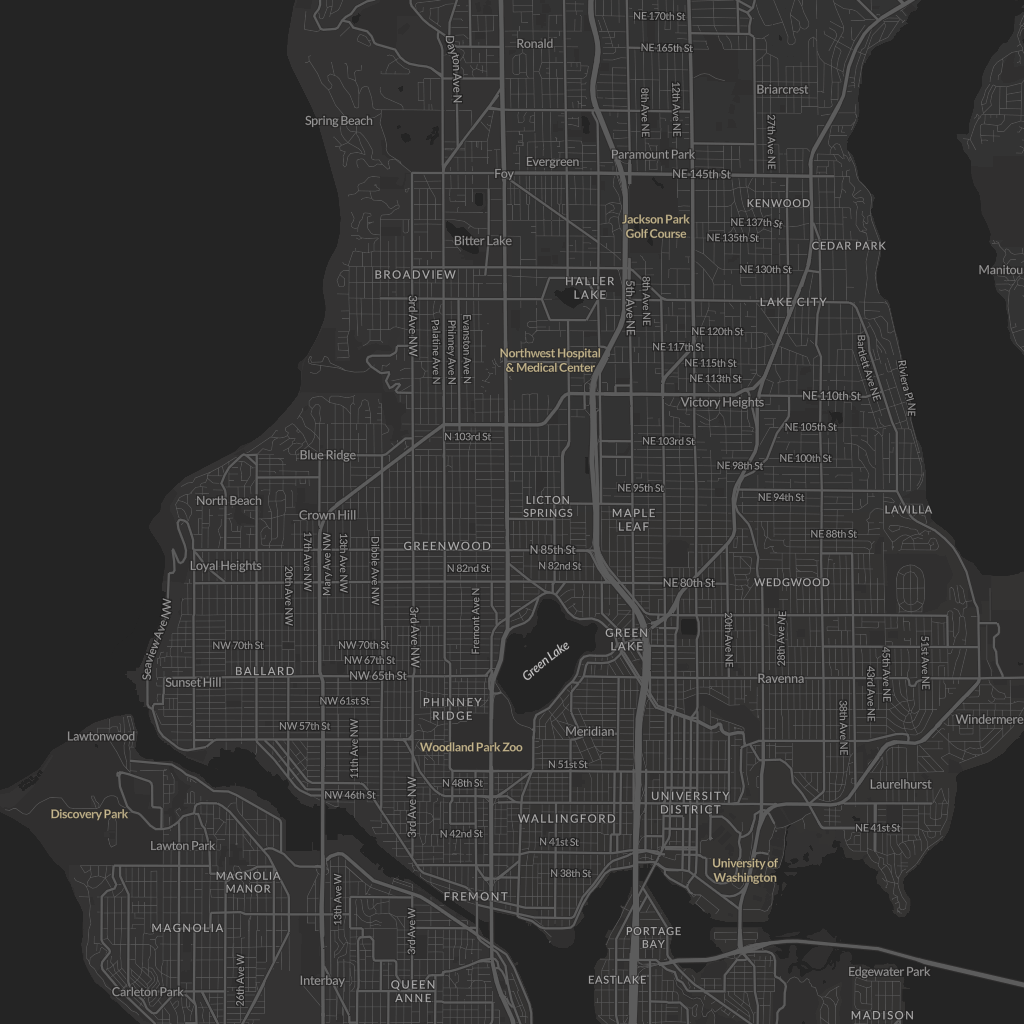 NE 170th St
Ronald
NE 165th St
Dayton Ave N
Briarcrest
8th Ave NE
12th Ave NE
27th Ave NE
Spring Beach
Paramount Park
Evergreen
Foy
NE 145th St
KENWOOD
Jackson Park
Golf Course
NE 137th St
NE 135th St
Bitter Lake
CEDAR PARK
BROADVIEW
NE 130th St
Manitou
HALLER
LAKE
5th Ave NE
8th Ave NE
LAKE CITY
3rd Ave NW
Palatine Ave N
Phinney Ave N
Evanston Ave N
NE 120th St
NE 117th St
Northwest Hospital
& Medical Center
NE 115th St
NE 113th St
Bartlett Ave NE
Riviera Pl NE
Victory Heights
NE 110th St
NE 105th St
N 103rd St
NE 103rd St
Blue Ridge
NE 100th St
NE 98th St
NE 95th St
NE 94th St
North Beach
Crown Hill
LICTON
SPRINGS
MAPLE
LEAF
LAVILLA
NE 88th St
GREENWOOD
N 85th St
Loyal Heights
17th Ave NW
Mary Ave NW
13th Ave NW
Dibble Ave NW
20th Ave NW
N 82nd St
N 82nd St
NE 80th St
WEDGWOOD
Seaview Ave NW
3rd Ave NW
Fremont Ave N
GREEN
LAKE
Green Lake
20th Ave NE
28th Ave NE
NW 70th St
NW 70th St
NW 67th St
NW 65th St
BALLARD
Sunset Hill
Ravenna
51st Ave NE
45th Ave NE
43rd Ave NE
38th Ave NE
NW 61st St
PHINNEY
RIDGE
NW 57th St
Windermere
Lawtonwood
Meridian
11th Ave NW
Woodland Park Zoo
N 51st St
N 48th St
Laurelhurst
NW 46th St
3rd Ave NW
UNIVERSITY
DISTRICT
Discovery Park
WALLINGFORD
NE 41st St
N 42nd St
N 41st St
Lawton Park
University of
Washington
N 38th St
MAGNOLIA
MANOR
FREMONT
13th Ave W
3rd Ave W
MAGNOLIA
PORTAGE
BAY
26th Ave W
Interbay
QUEEN
ANNE
EASTLAKE
Edgewater Park
Carleton Park
MADISON